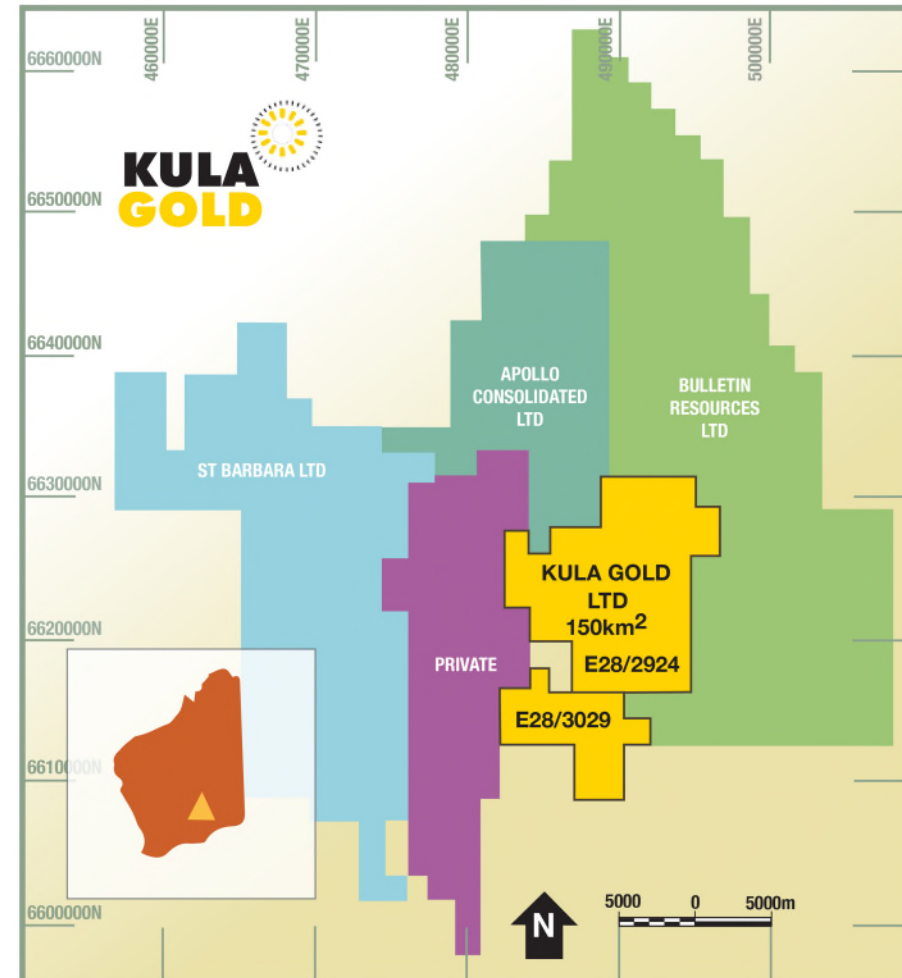 460000E
470000E
480000E
490000E
500000E
6660000N
KULA
GOLD
6650000N
6640000N
APOLLO
CONSOLIDATED
LTD
BULLETIN
RESOURCES
LTD
ST BARBARA LTD
6630000N
KULA GOLD
LTD
150km²
6620000N
PRIVATE
E28/2924
E28/3029
6610000N
5000 0 5000m
N
6600000N